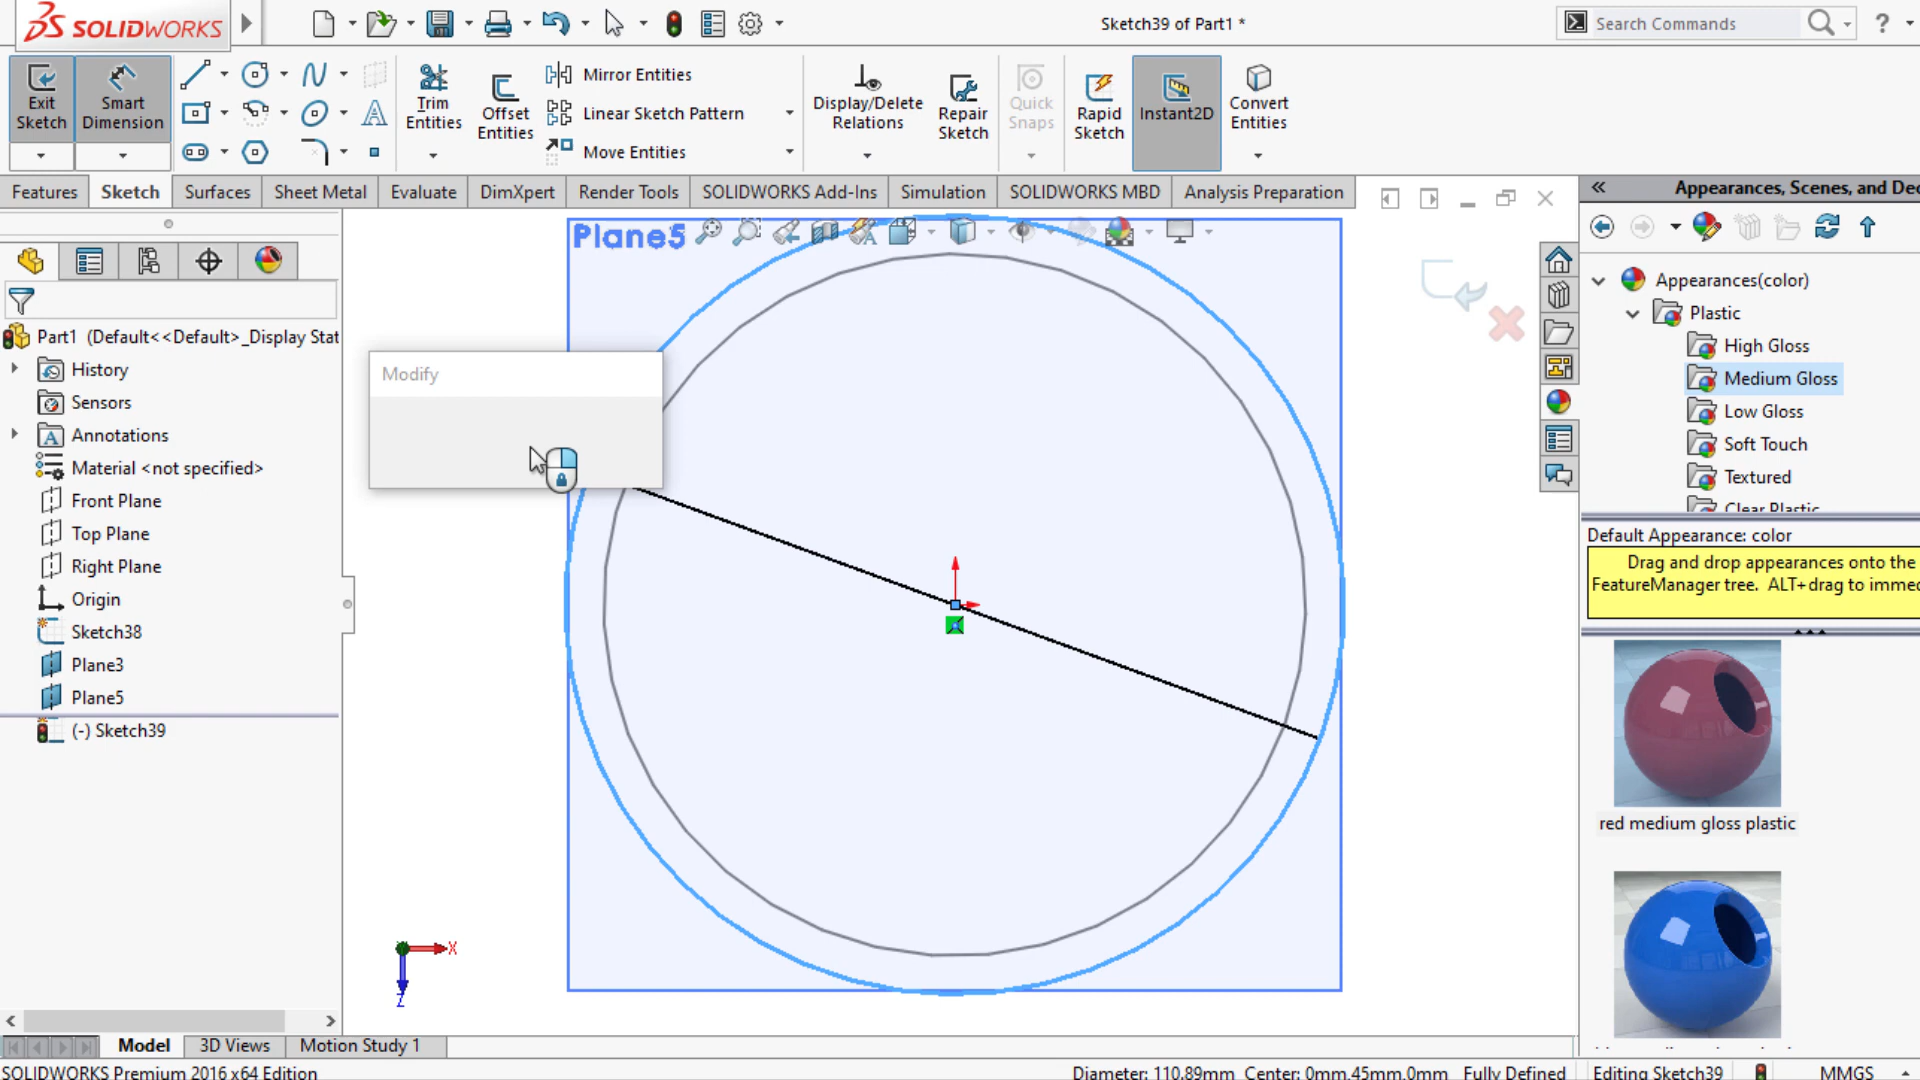 SOLIDWORKS
Sketch39 of Part1 *
Search Commands
?
Exit Sketch
Smart Dimension
Trim Entities
Offset Entities
Mirror Entities
Linear Sketch Pattern
Move Entities
Display/Delete Relations
Repair Sketch
Quick Snaps
Rapid Sketch
Instant2D
Convert Entities
Features
Sketch
Surfaces
Sheet Metal
Evaluate
DimXpert
Render Tools
SOLIDWORKS Add-Ins
Simulation
SOLIDWORKS MBD
Analysis Preparation
Part1 (Default<<Default>_Display Stat
History
Sensors
Annotations
Material <not specified>
Front Plane
Top Plane
Right Plane
Origin
Sketch38
Plane3
Plane5
(-) Sketch39
Plane5
Modify
X
Z
Appearances, Scenes, and Dec
Appearances(color)
Plastic
High Gloss
Medium Gloss
Low Gloss
Soft Touch
Textured
Clear Plastic
Default Appearance: color
Drag and drop appearances onto the
FeatureManager tree. ALT+drag to immed
red medium gloss plastic
Model
3D Views
Motion Study 1
SOLIDWORKS Premium 2016 x64 Edition
Diameter: 110.89mm Center: 0mm,45mm,0mm
Fully Defined
Editing Sketch39
MMGS